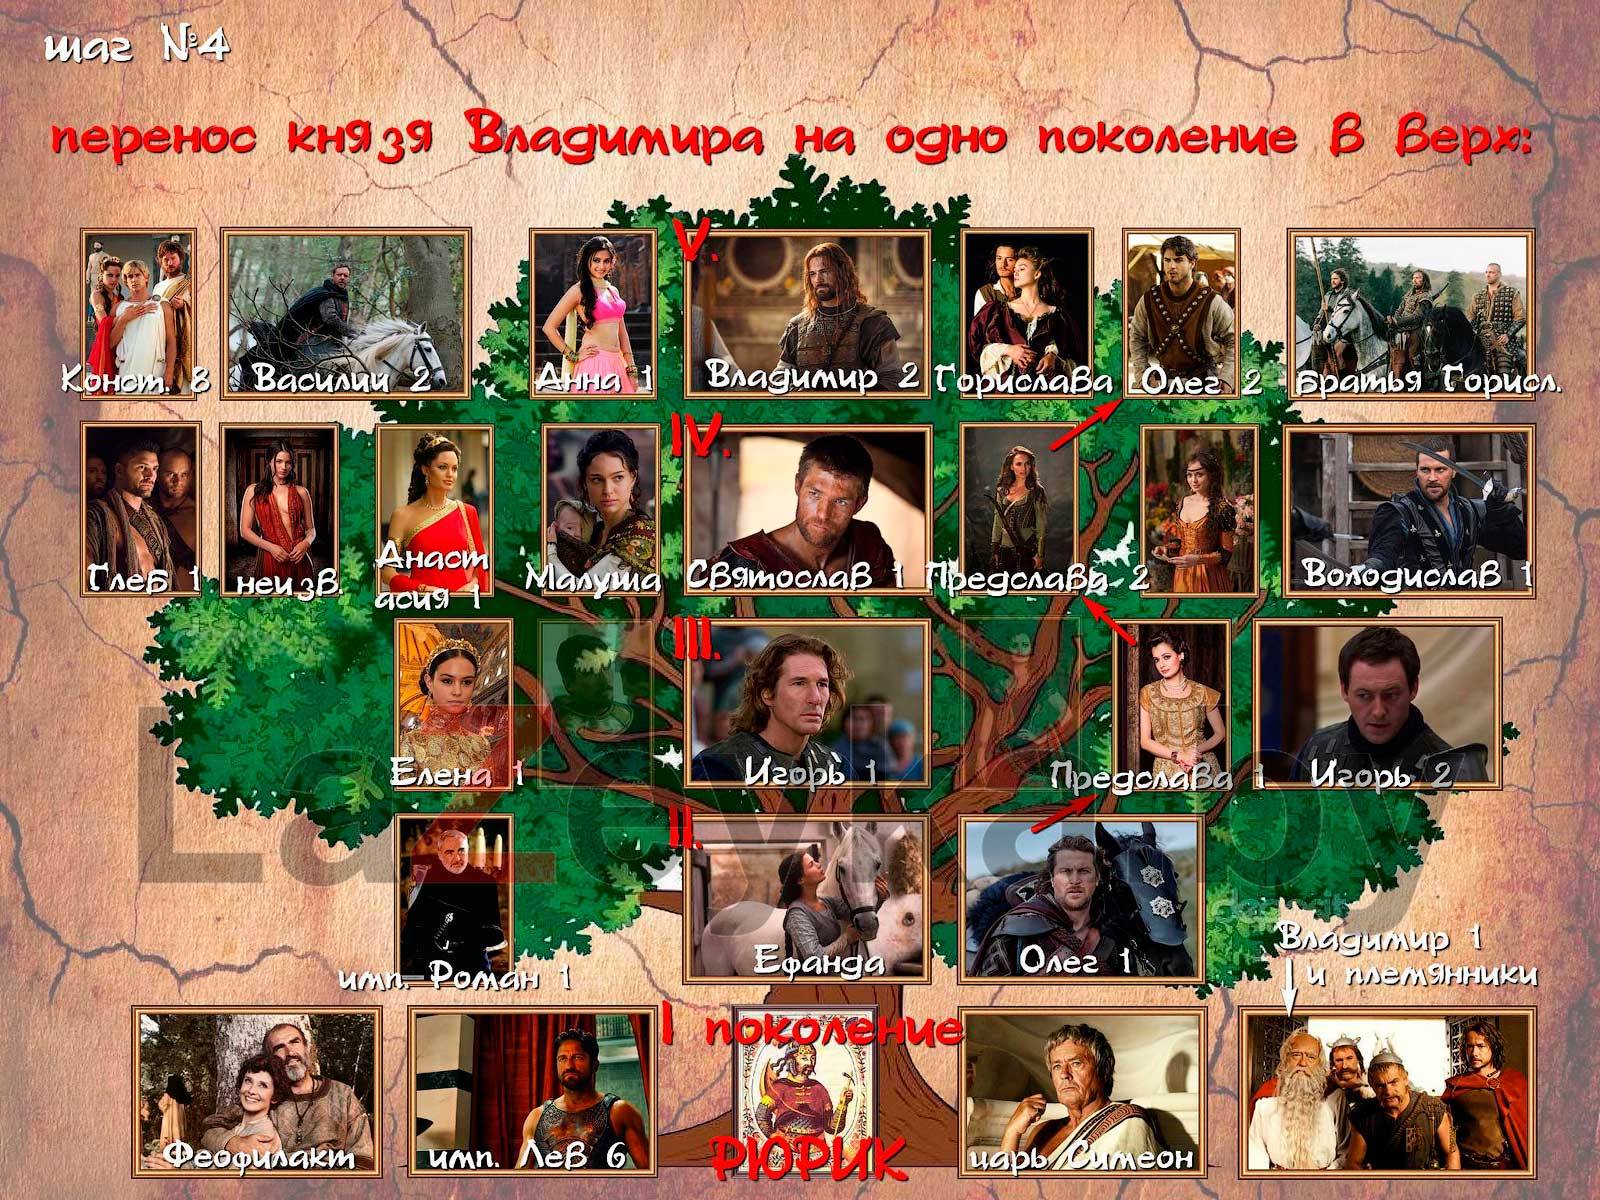 шаг №4
перенос князя Владимира на одно поколение в верх:
V.
Конст. 8
Василий 2
Анна 1
Владимир 2
Горислава
Олег 2
братья Горисл.
IV.
Глеб 1
неизв.
Анаст
асия 1
Малуша
Святослав 1
Предслава 2
Володислав 1
III.
Елена 1
Игорь 1
Предслава 1
Игорь 2
II.
имп. Роман 1
Ефанда
Олег 1
Владимир 1
и племянники
I поколение
Феофилакт
имп. Лев 6
РЮРИК
царь Симеон